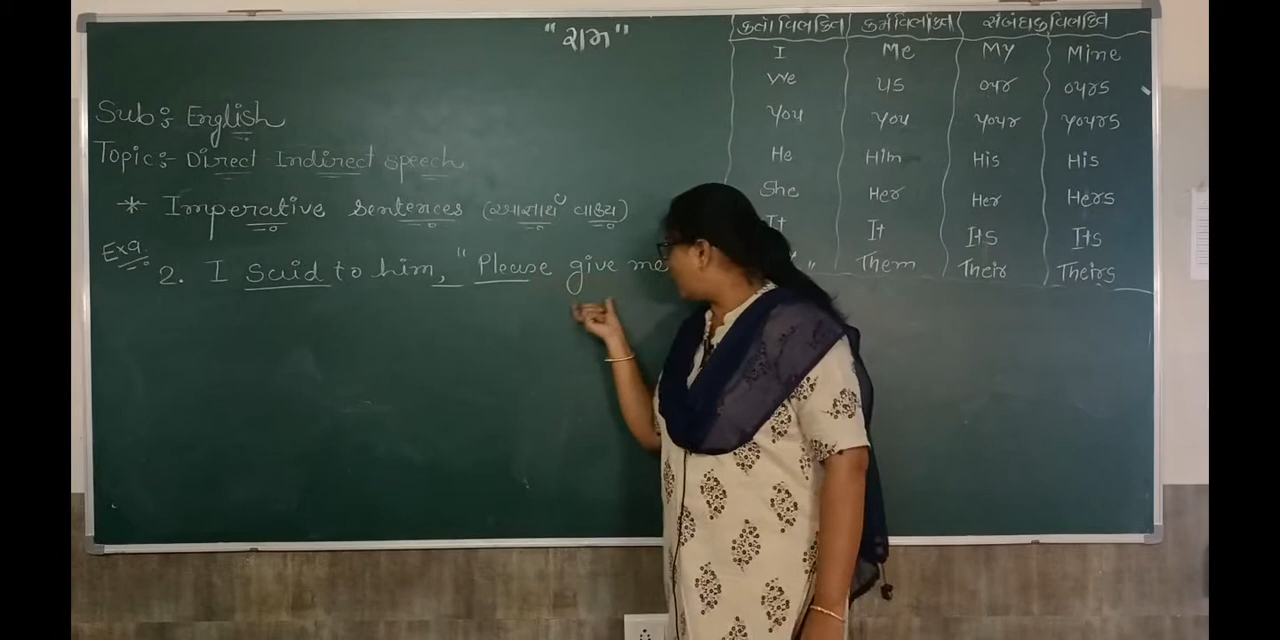 "રામ"
Sub:- English
Topic:- Direct Indirect speech
* Imperative sentences (આજ્ઞાર્થ વાક્ય)
Exa.
2. I said to him, "Please give me "
કર્તાવિભક્તિ કર્મવિભક્તિ સંબંધકવિભક્તિ
I Me My Mine
We us our ours
You You Your Yours
He Him His His
She Her Her Hers
It It Its Its
Them Their Theirs